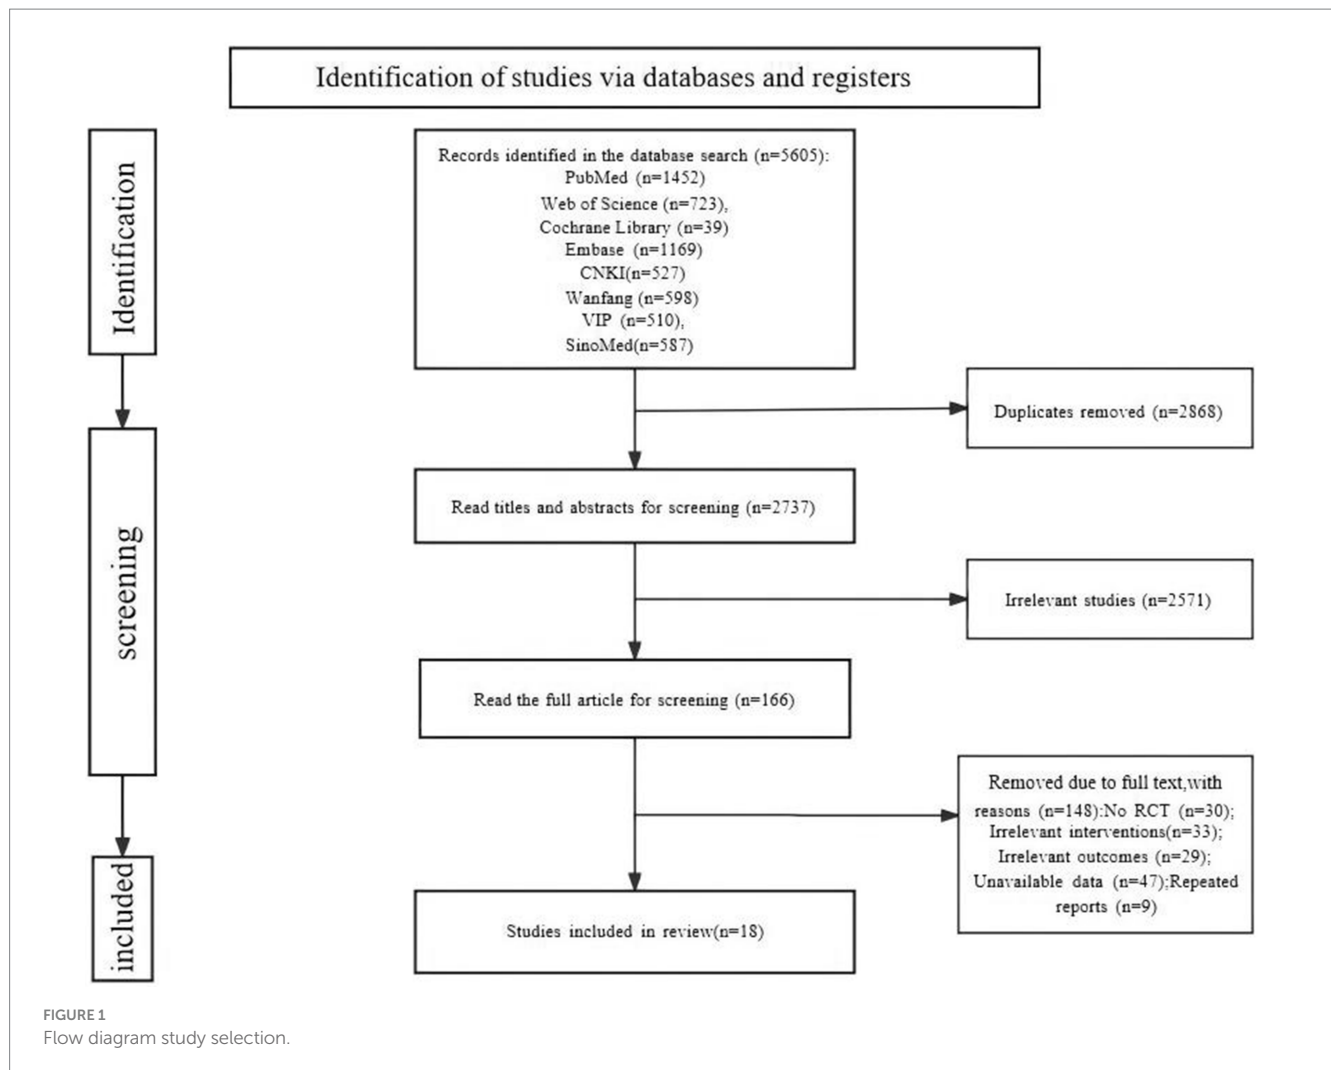 Identification of studies via databases and registers
Identification
Records identified in the database search (n=5605):
PubMed (n=1452)
Web of Science (n=723),
Cochrane Library (n=39)
Embase (n=1169)
CNKI(n=527)
Wanfang (n=598)
VIP (n=510),
SinoMed(n=587)
Duplicates removed (n=2868)
screening
Read titles and abstracts for screening (n=2737)
Irrelevant studies (n=2571)
Read the full article for screening (n=166)
Removed due to full text,with
reasons (n=148):No RCT (n=30);
Irrelevant interventions(n=33);
Irrelevant outcomes (n=29);
Unavailable data (n=47);Repeated
reports (n=9)
included
Studies included in review(n=18)
FIGURE 1
Flow diagram study selection.